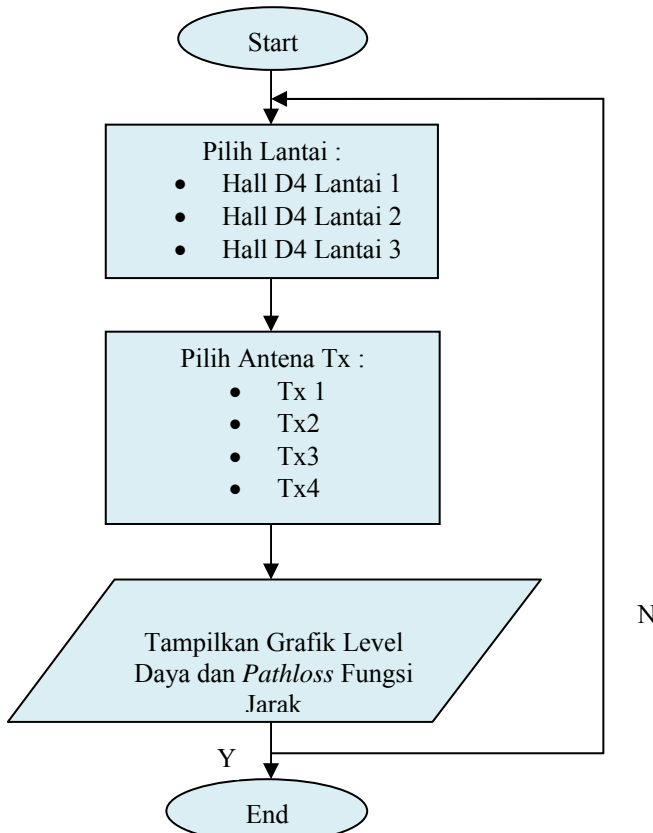 Start
Pilih Lantai :
• Hall D4 Lantai 1
• Hall D4 Lantai 2
• Hall D4 Lantai 3
Pilih Antena Tx :
• Tx 1
• Tx2
• Tx3
• Tx4
Tampilkan Grafik Level
Daya dan Pathloss Fungsi
Jarak
N
Y
End